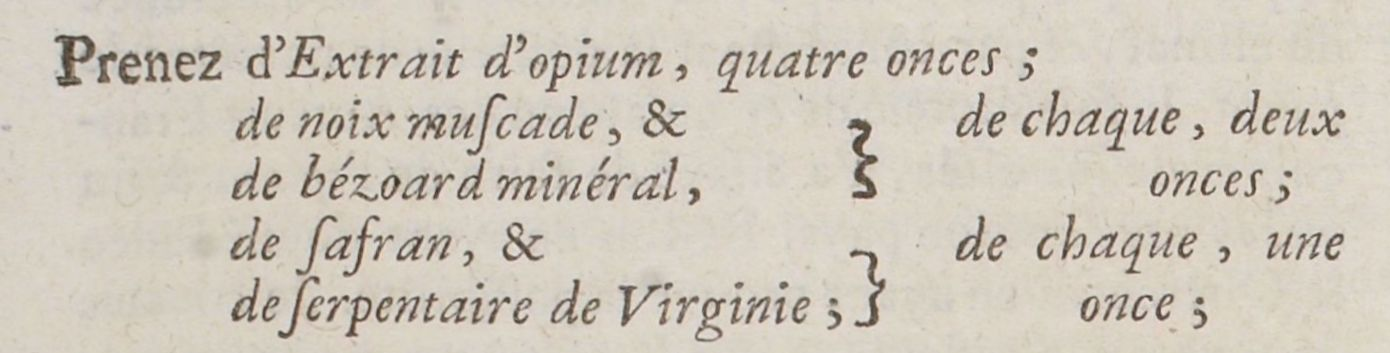 Prenez d'Extrait d'opium, quatre onces ;
de noix muſcade, & } de chaque, deux
de bézoard minéral, onces ;
de ſafran, & } de chaque, une
de ſerpentaire de Virginie ; once ;